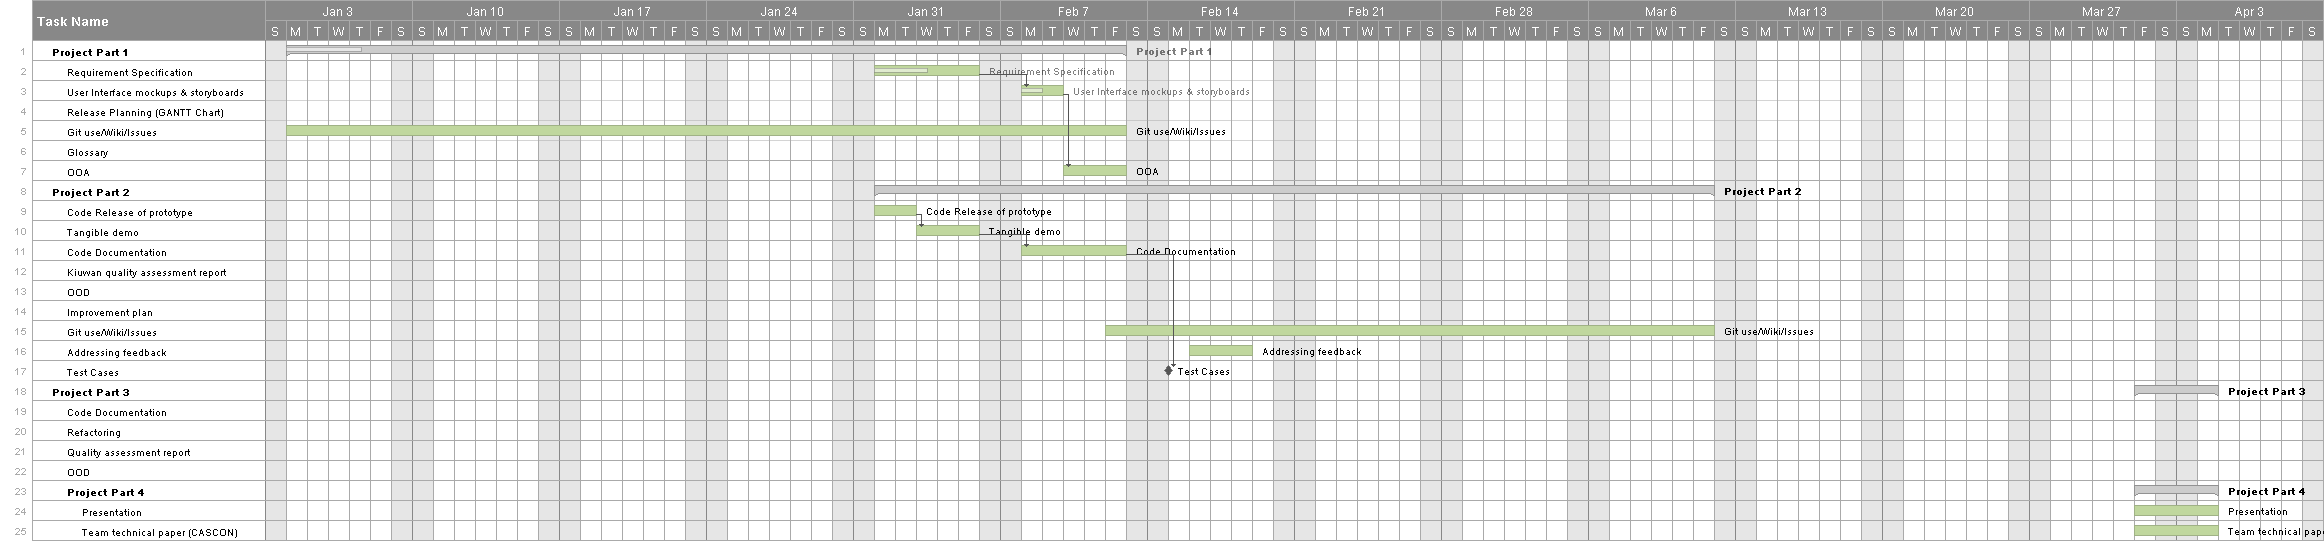 Task Name
Jan 3 Jan 10 Jan 17 Jan 24 Jan 31 Feb 7 Feb 14 Feb 21 Feb 28 Mar 6 Mar 13 Mar 20 Mar 27 Apr 3
S M T W T F S S M T W T F S S M T W T F S S M T W T F S S M T W T F S S M T W T F S S M T W T F S S M T W T F S S M T W T F S S M T W T F S S M T W T F S S M T W T F S S M T W T F S S M T W T F S
1 Project Part 1 Project Part 1
2 Requirement Specification Requirement Specification
3 User Interface mockups & storyboards User Interface mockups & storyboards
4 Release Planning (GANTT Chart)
5 Git use/Wiki/Issues Git use/Wiki/Issues
6 Glossary
7 OOA OOA
8 Project Part 2 Project Part 2
9 Code Release of prototype Code Release of prototype
10 Tangible demo Tangible demo
11 Code Documentation Code Documentation
12 Kiuwan quality assessment report
13 OOD
14 Improvement plan
15 Git use/Wiki/Issues Git use/Wiki/Issues
16 Addressing feedback Addressing feedback
17 Test Cases Test Cases
18 Project Part 3 Project Part 3
19 Code Documentation
20 Refactoring
21 Quality assessment report
22 OOD
23 Project Part 4 Project Part 4
24 Presentation Presentation
25 Team technical paper (CASCON) Team technical pap